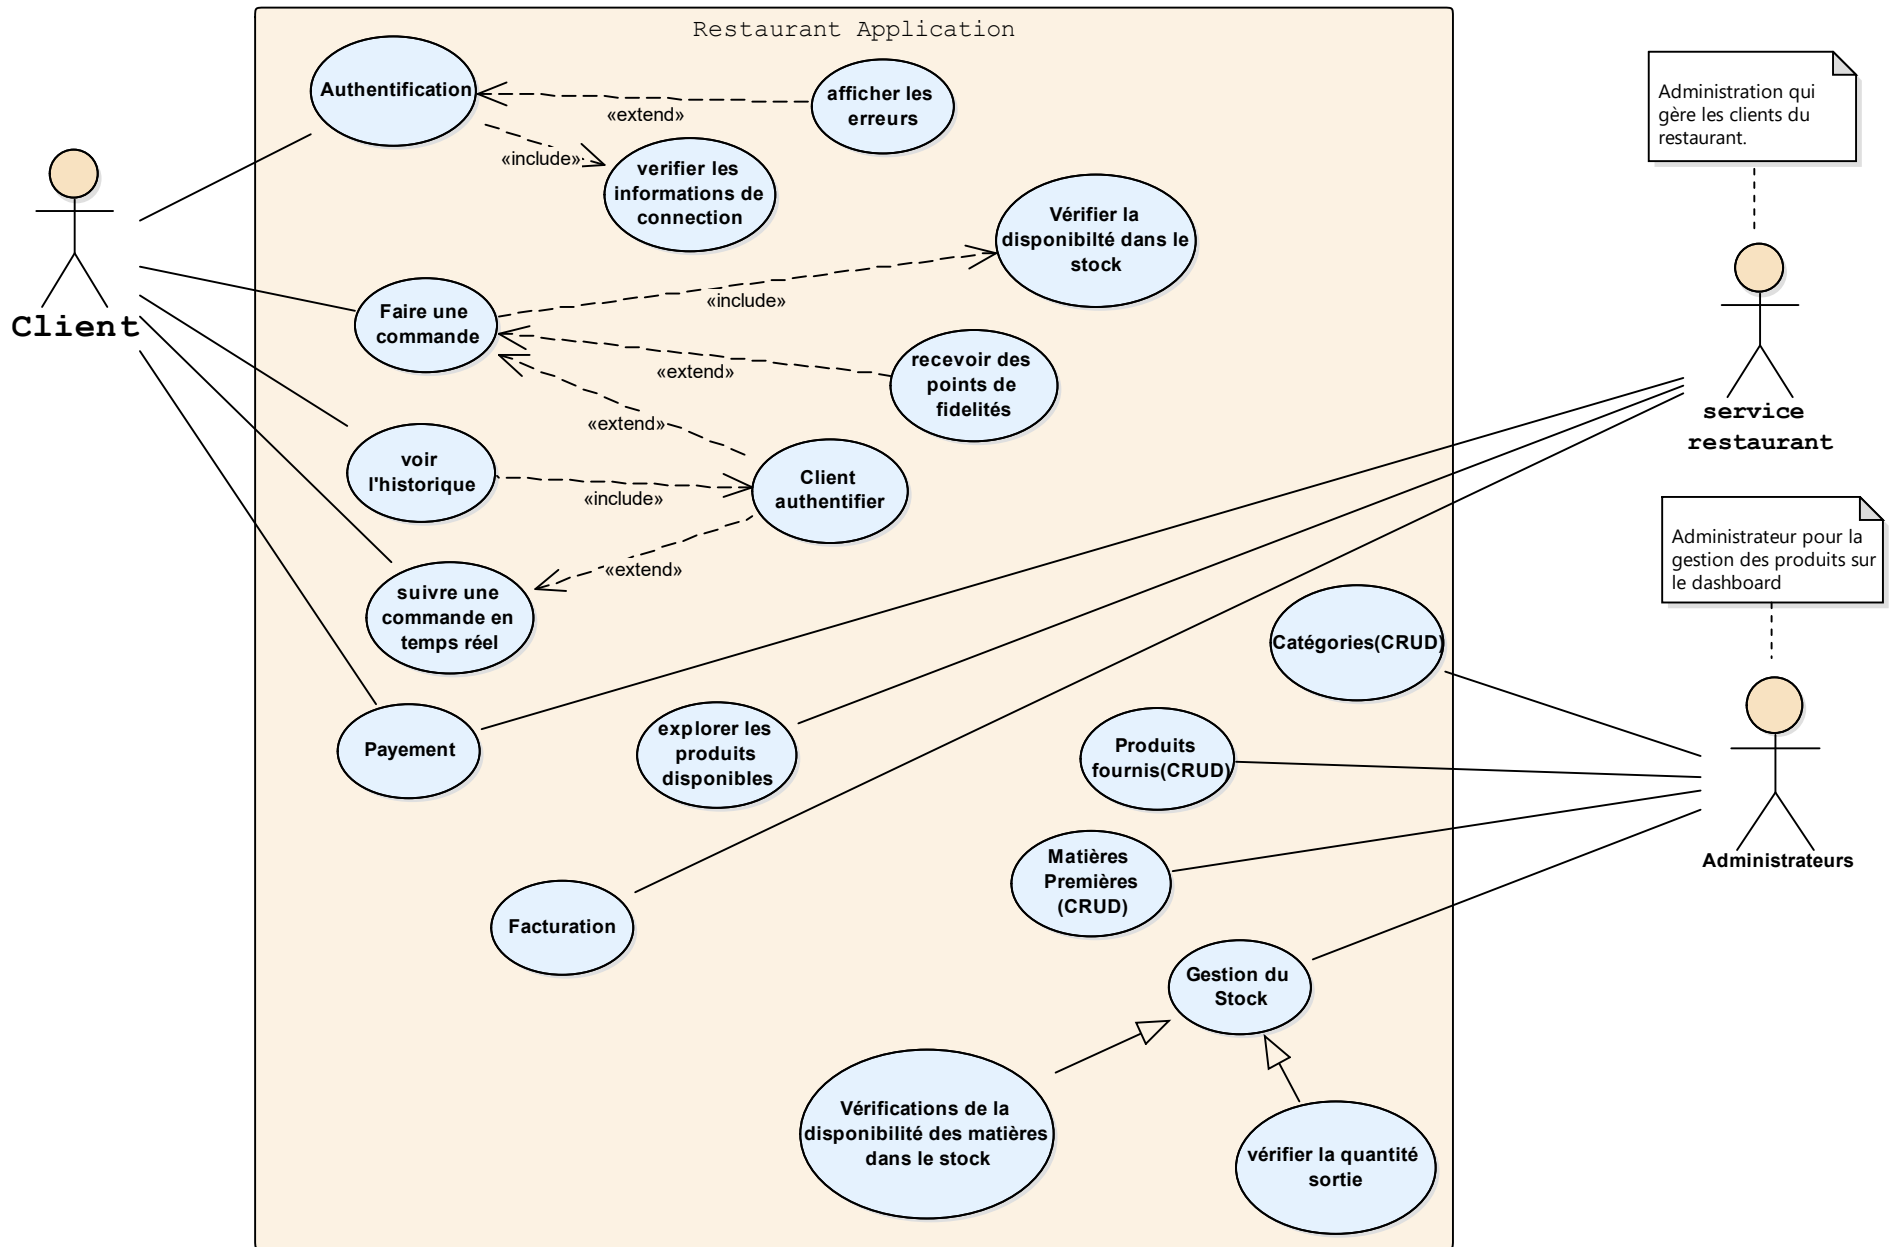 Restaurant Application
Authentification
afficher les
erreurs
«extend»
«include»
verifier les
informations de
connection
Vérifier la
disponibilté dans le
stock
Administration qui
gère les clients du
restaurant.
Client
Faire une
commande
«include»
«extend»
recevoir des
points de
fidelités
service
restaurant
«extend»
voir
l'historique
«include»
Client
authentifier
«extend»
suivre une
commande en
temps réel
Administrateur pour la
gestion des produits sur
le dashboard
Catégories(CRUD)
Payement
explorer les
produits
disponibles
Produits
fournis(CRUD)
Matières
Premières
(CRUD)
Administrateurs
Facturation
Gestion du
Stock
Vérifications de la
disponibilité des matières
dans le stock
vérifier la quantité
sortie